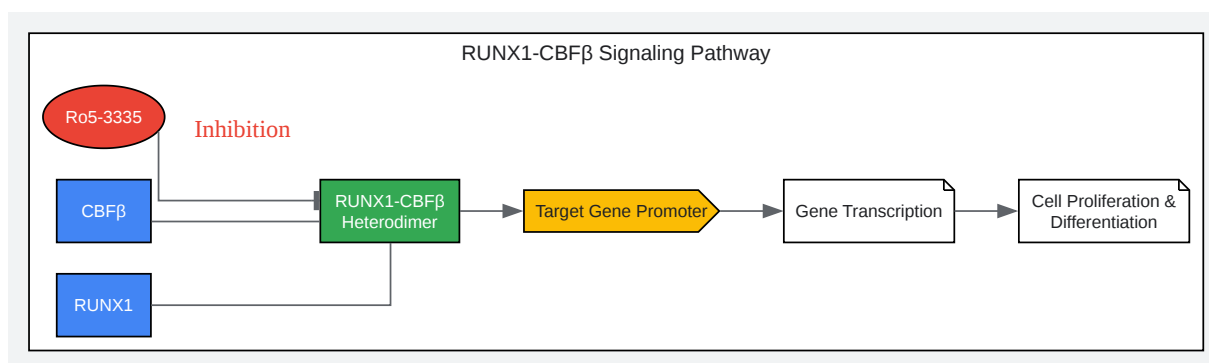 RUNX1-CBFβ Signaling Pathway
Ro5-3335
Inhibition
CBFβ
RUNX1-CBFβ
Heterodimer
Target Gene Promoter
Gene Transcription
Cell Proliferation &
Differentiation
RUNX1